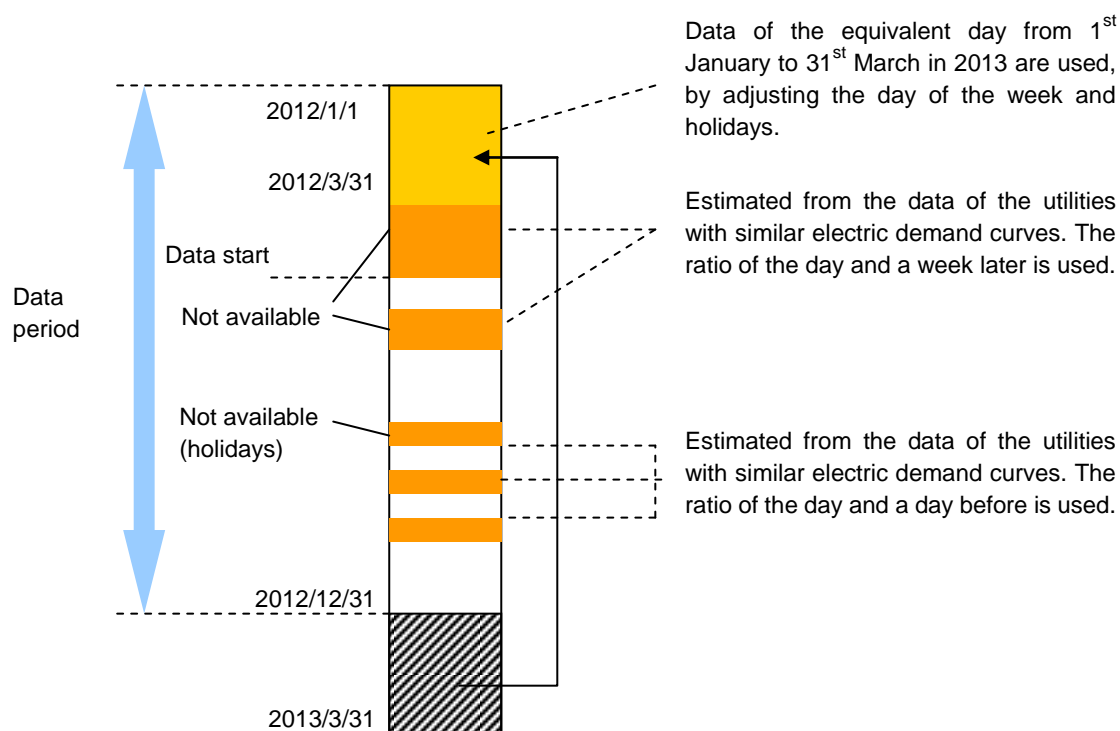 Data of the equivalent day from 1st
January to 31st March in 2013 are used,
by adjusting the day of the week and
holidays.
2012/1/1
2012/3/31
Estimated from the data of the utilities
with similar electric demand curves. The
ratio of the day and a week later is used.
Data start
Data
period
Not available
Not available
(holidays)
Estimated from the data of the utilities
with similar electric demand curves. The
ratio of the day and a day before is used.
2012/12/31
2013/3/31